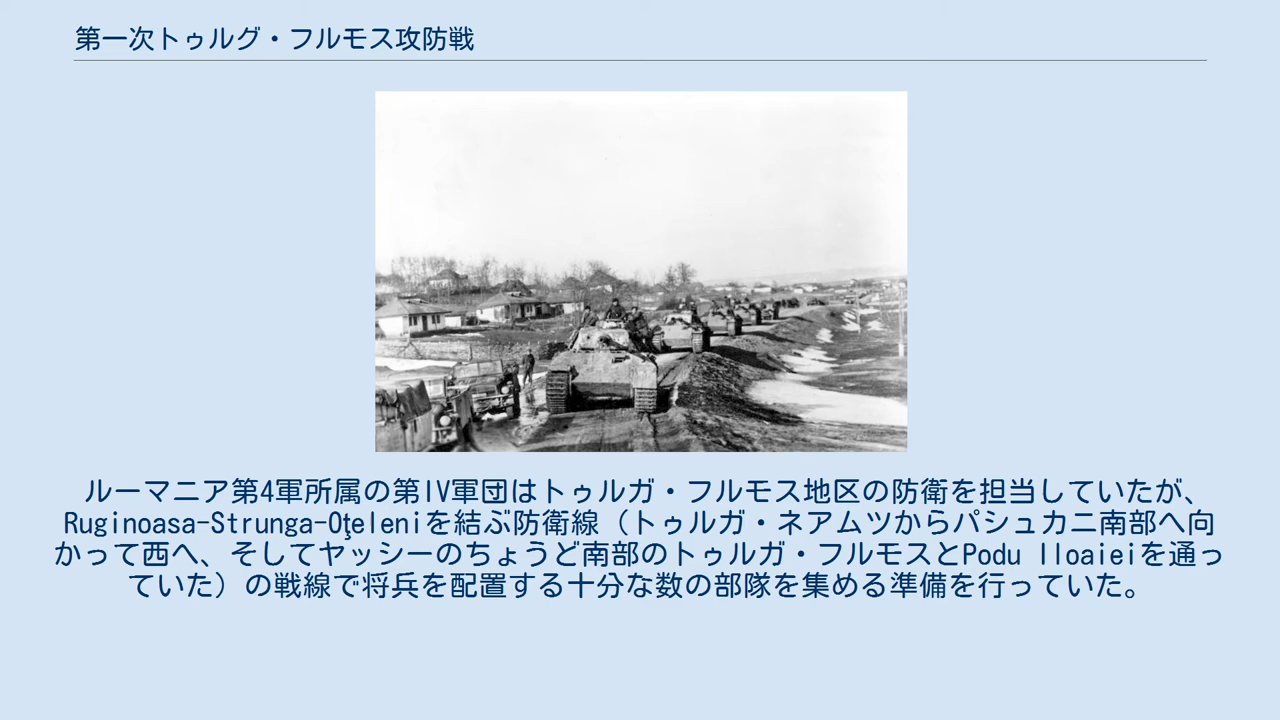 第一次トゥルグ・フルモス攻防戦
ルーマニア第4軍所属の第IV軍団はトゥルガ・フルモス地区の防衛を担当していたが、
Ruginoasa-Strunga-Oţeleniを結ぶ防衛線（トゥルガ・ネアムツからパシュカニ南部へ向
かって西へ、そしてヤッシーのちょうど南部のトゥルガ・フルモスとPodu Iloaieiを通っ
ていた）の戦線で将兵を配置する十分な数の部隊を集める準備を行っていた。